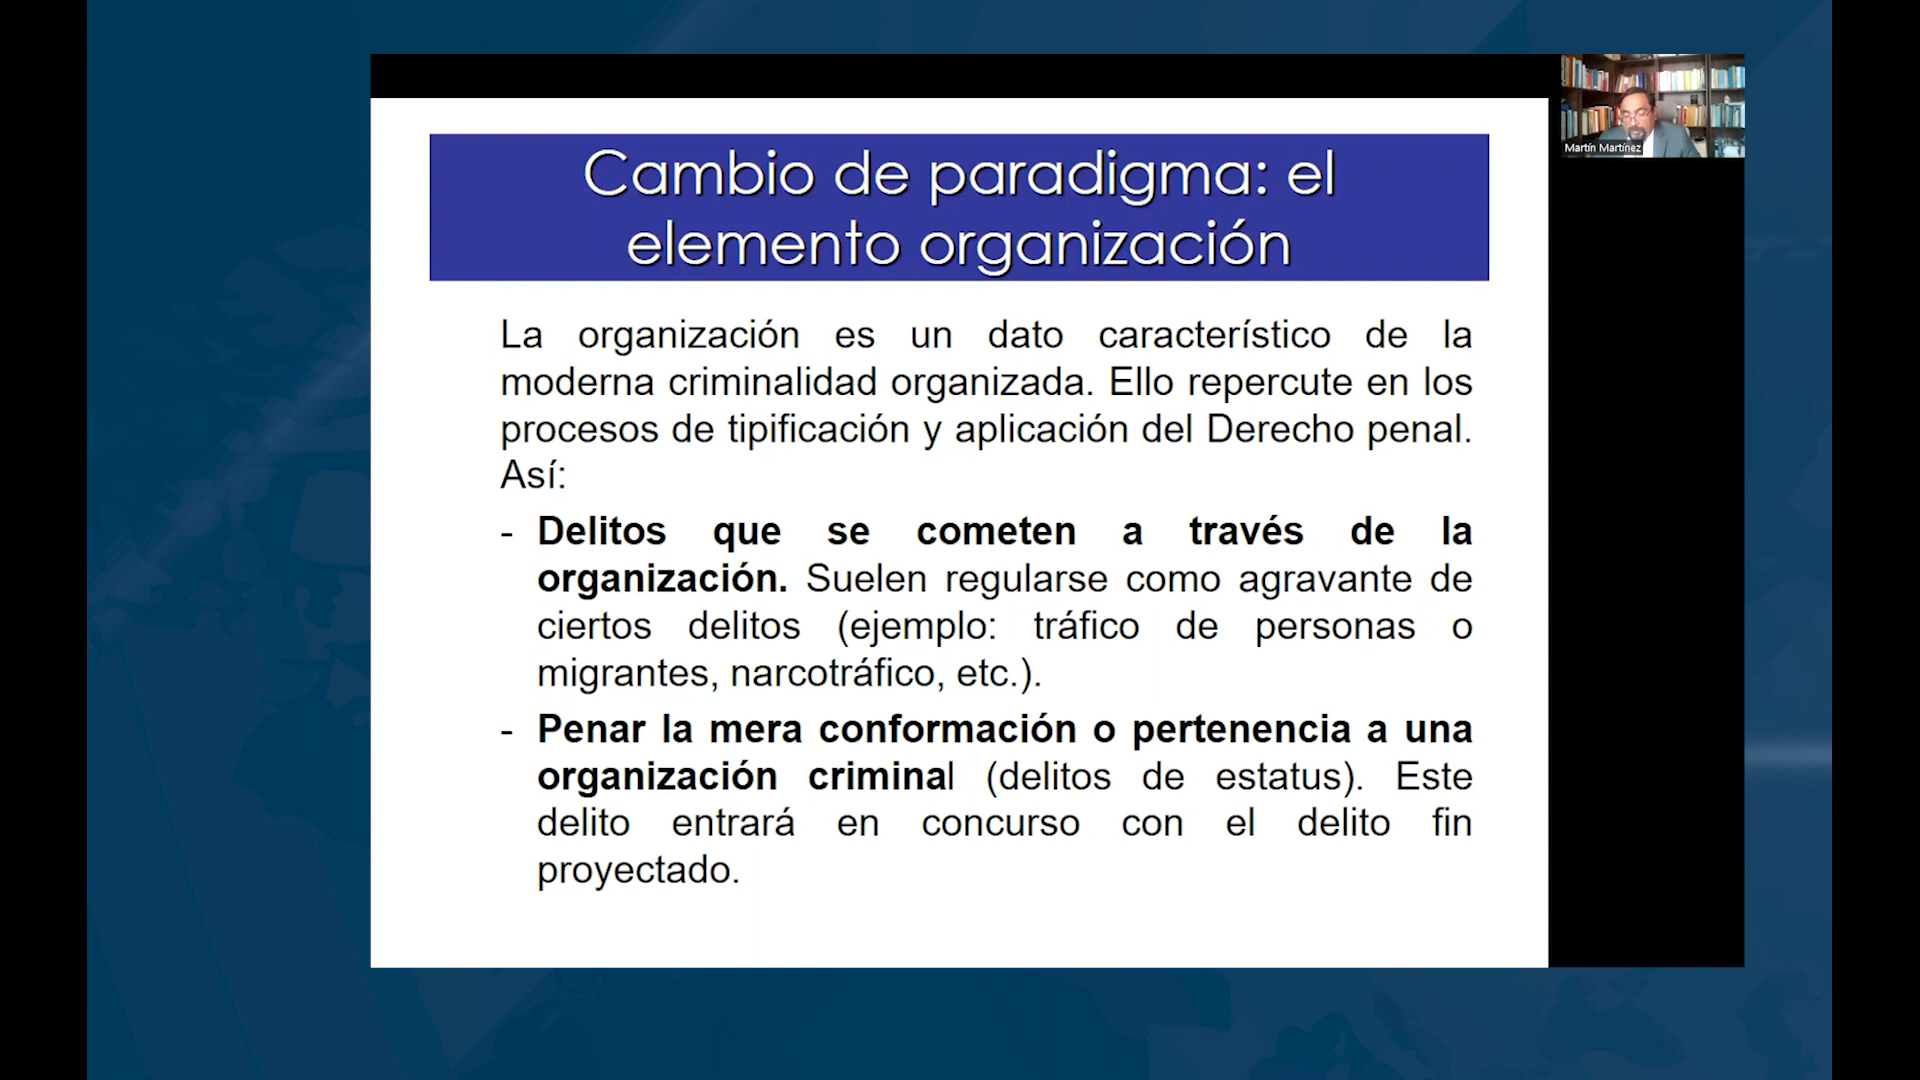 Cambio de paradigma: el
elemento organización
La organización es un dato característico de la
moderna criminalidad organizada. Ello repercute en los
procesos de tipificación y aplicación del Derecho penal.
Así:
- Delitos que se cometen a través de la
organización. Suelen regularse como agravante de
ciertos delitos (ejemplo: tráfico de personas o
migrantes, narcotráfico, etc.).
- Penar la mera conformación o pertenencia a una
organización criminal (delitos de estatus). Este
delito entrará en concurso con el delito fin
proyectado.
Martín Martínez